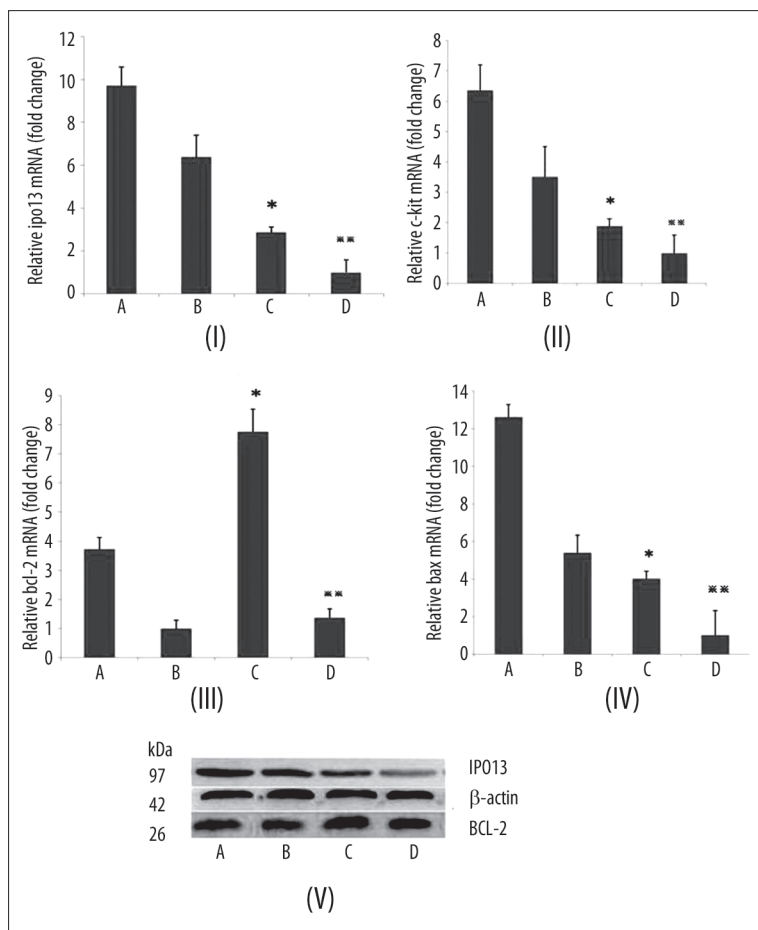 Relative ipo13 mRNA (fold change)
12
10
8
6
4
2
0
*
**
A B C D
(I)
Relative c-kit mRNA (fold change)
8
7
6
5
4
3
2
1
0
*
**
A B C D
(II)
Relative bcl-2 mRNA (fold change)
9
8
7
6
5
4
3
2
1
0
*
**
A B C D
(III)
Relative bax mRNA (fold change)
14
12
10
8
6
4
2
0
*
**
A B C D
(IV)
kDa
97 IPO13
42 β-actin
26 BCL-2
A B C D
(V)